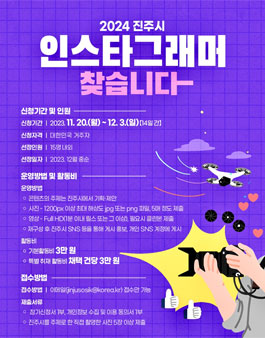 2024 진주시
인스타그래머
찾습니다
신청기간 및 인원
신청기간 | 2023. 11. 20.(월) ~ 12. 3.(일) [14일 간]
신청자격 | 대한민국 거주자
선정인원 | 15명 내외
선정일자 | 2023. 12월 중순
운영방법 및 활동비
운영방법
콘텐츠의 주제는 진주시에서 기획·제안
사진 - 1200px 이상 최대 해상도 jpg 또는 png 파일, 5매 정도 제출
영상 - Full HD 1분 이내 릴스 또는 그 이상, 필요시 클린본 제출
재구성 후 진주시 SNS 등을 통해 게시 홍보, 개인 SNS 계정에 게시
활동비
기본활동비 3만 원
특별 취재 활동비 채택 건당 3만 원
접수방법
접수방법 | 이메일(jinjusosik@korea.kr) 접수만 가능
제출서류
참가신청서 1부, 개인정보 수집 및 이용 동의서 1부
진주시를 주제로 한 직접 촬영한 사진 5장 이상 제출